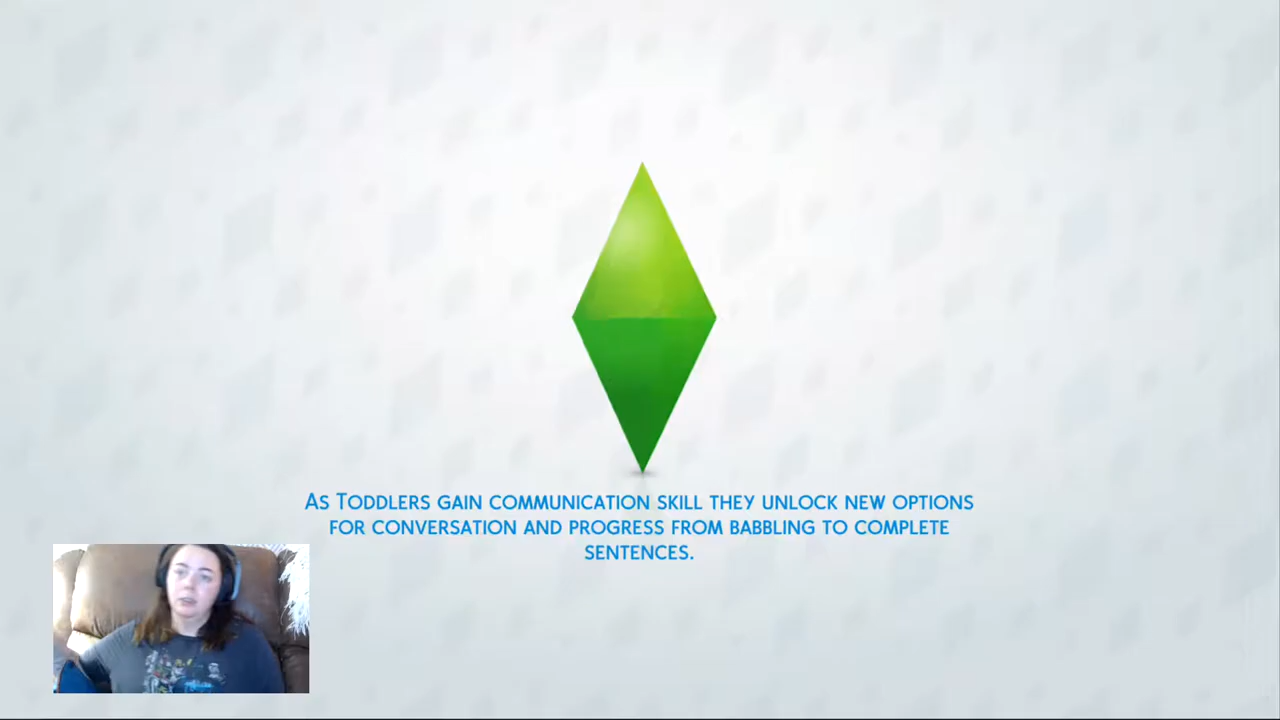 As Toddlers gain communication skill they unlock new options
for conversation and progress from babbling to complete
sentences.